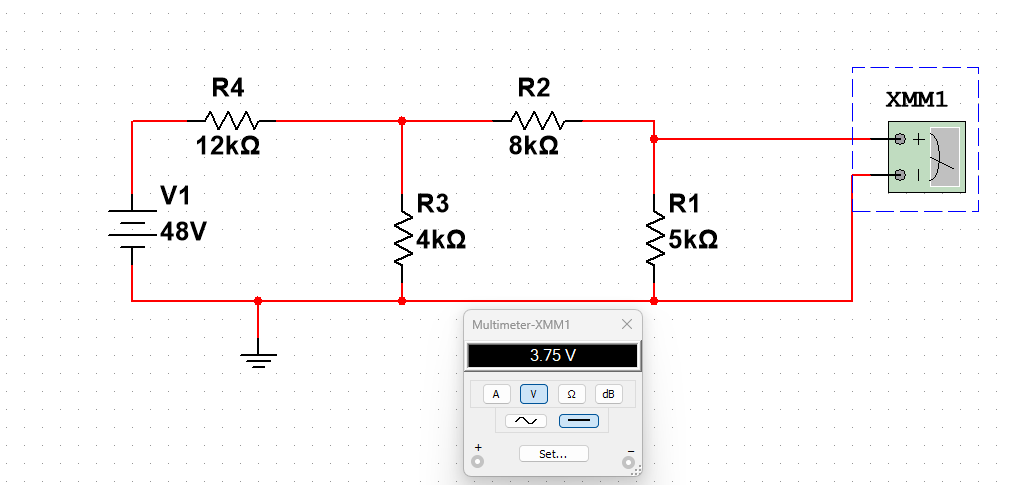 R4
12kΩ
R2
8kΩ
XMM1
+
V1
48V
R3
4kΩ
R1
5kΩ
Multimeter-XMM1
3.75 V
A
V
Ω
dB
+
Set...
−